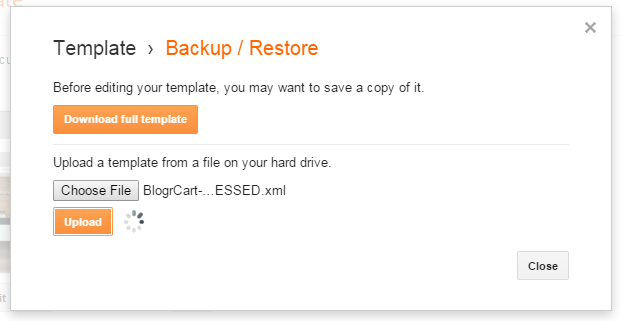 Template › Backup / Restore
Before editing your template, you may want to save a copy of it.
Download full template
Upload a template from a file on your hard drive.
Choose File BlogrCart-...ESSED.xml
Upload
Close